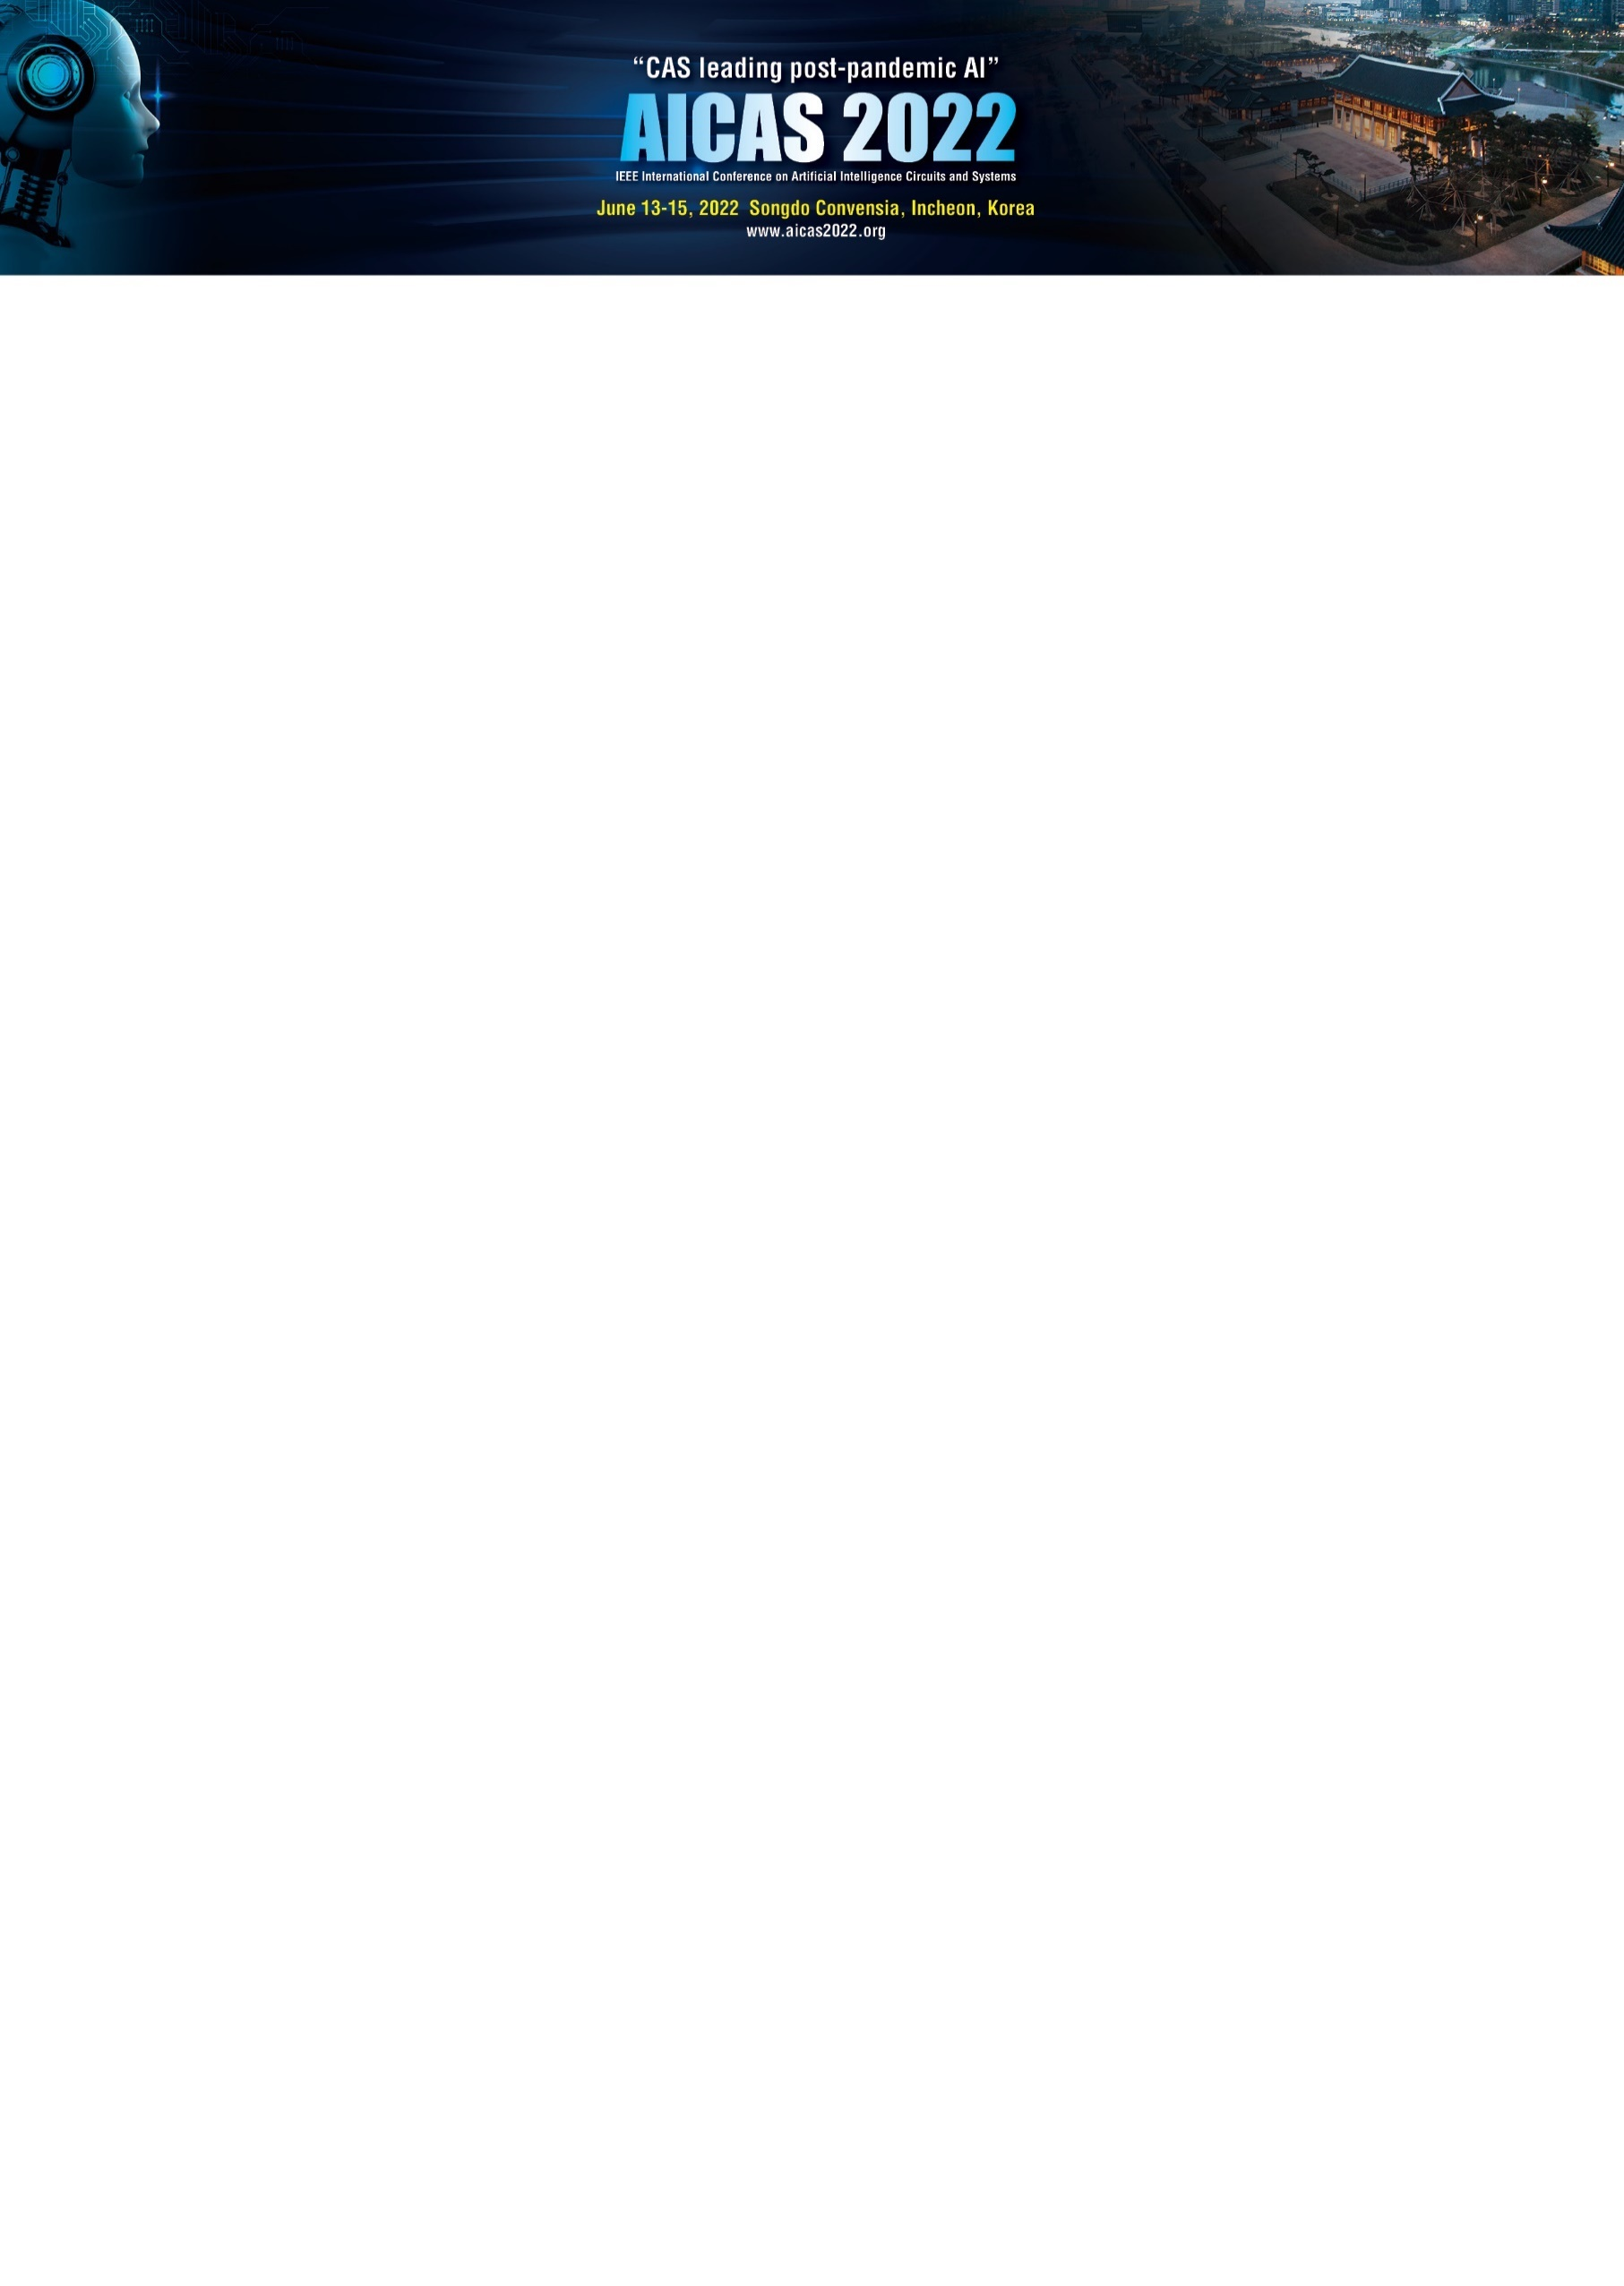 “CAS leading post-pandemic AI”
AICAS 2022
IEEE International Conference on Artificial Intelligence Circuits and Systems
June 13-15, 2022 Songdo Convensia, Incheon, Korea
www.aicas2022.org